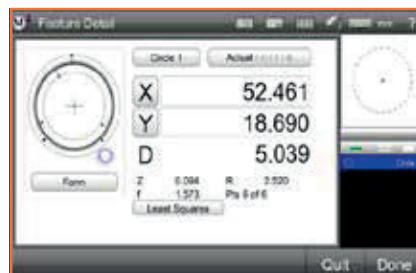 Feature Detail
Circle 1 Actual
X 52.461
Y 18.690
D 5.039
Z 0.094 R 2.520
f 1.573 Pts 6 of 6
Form
Least Squares
Circle
Quit Done